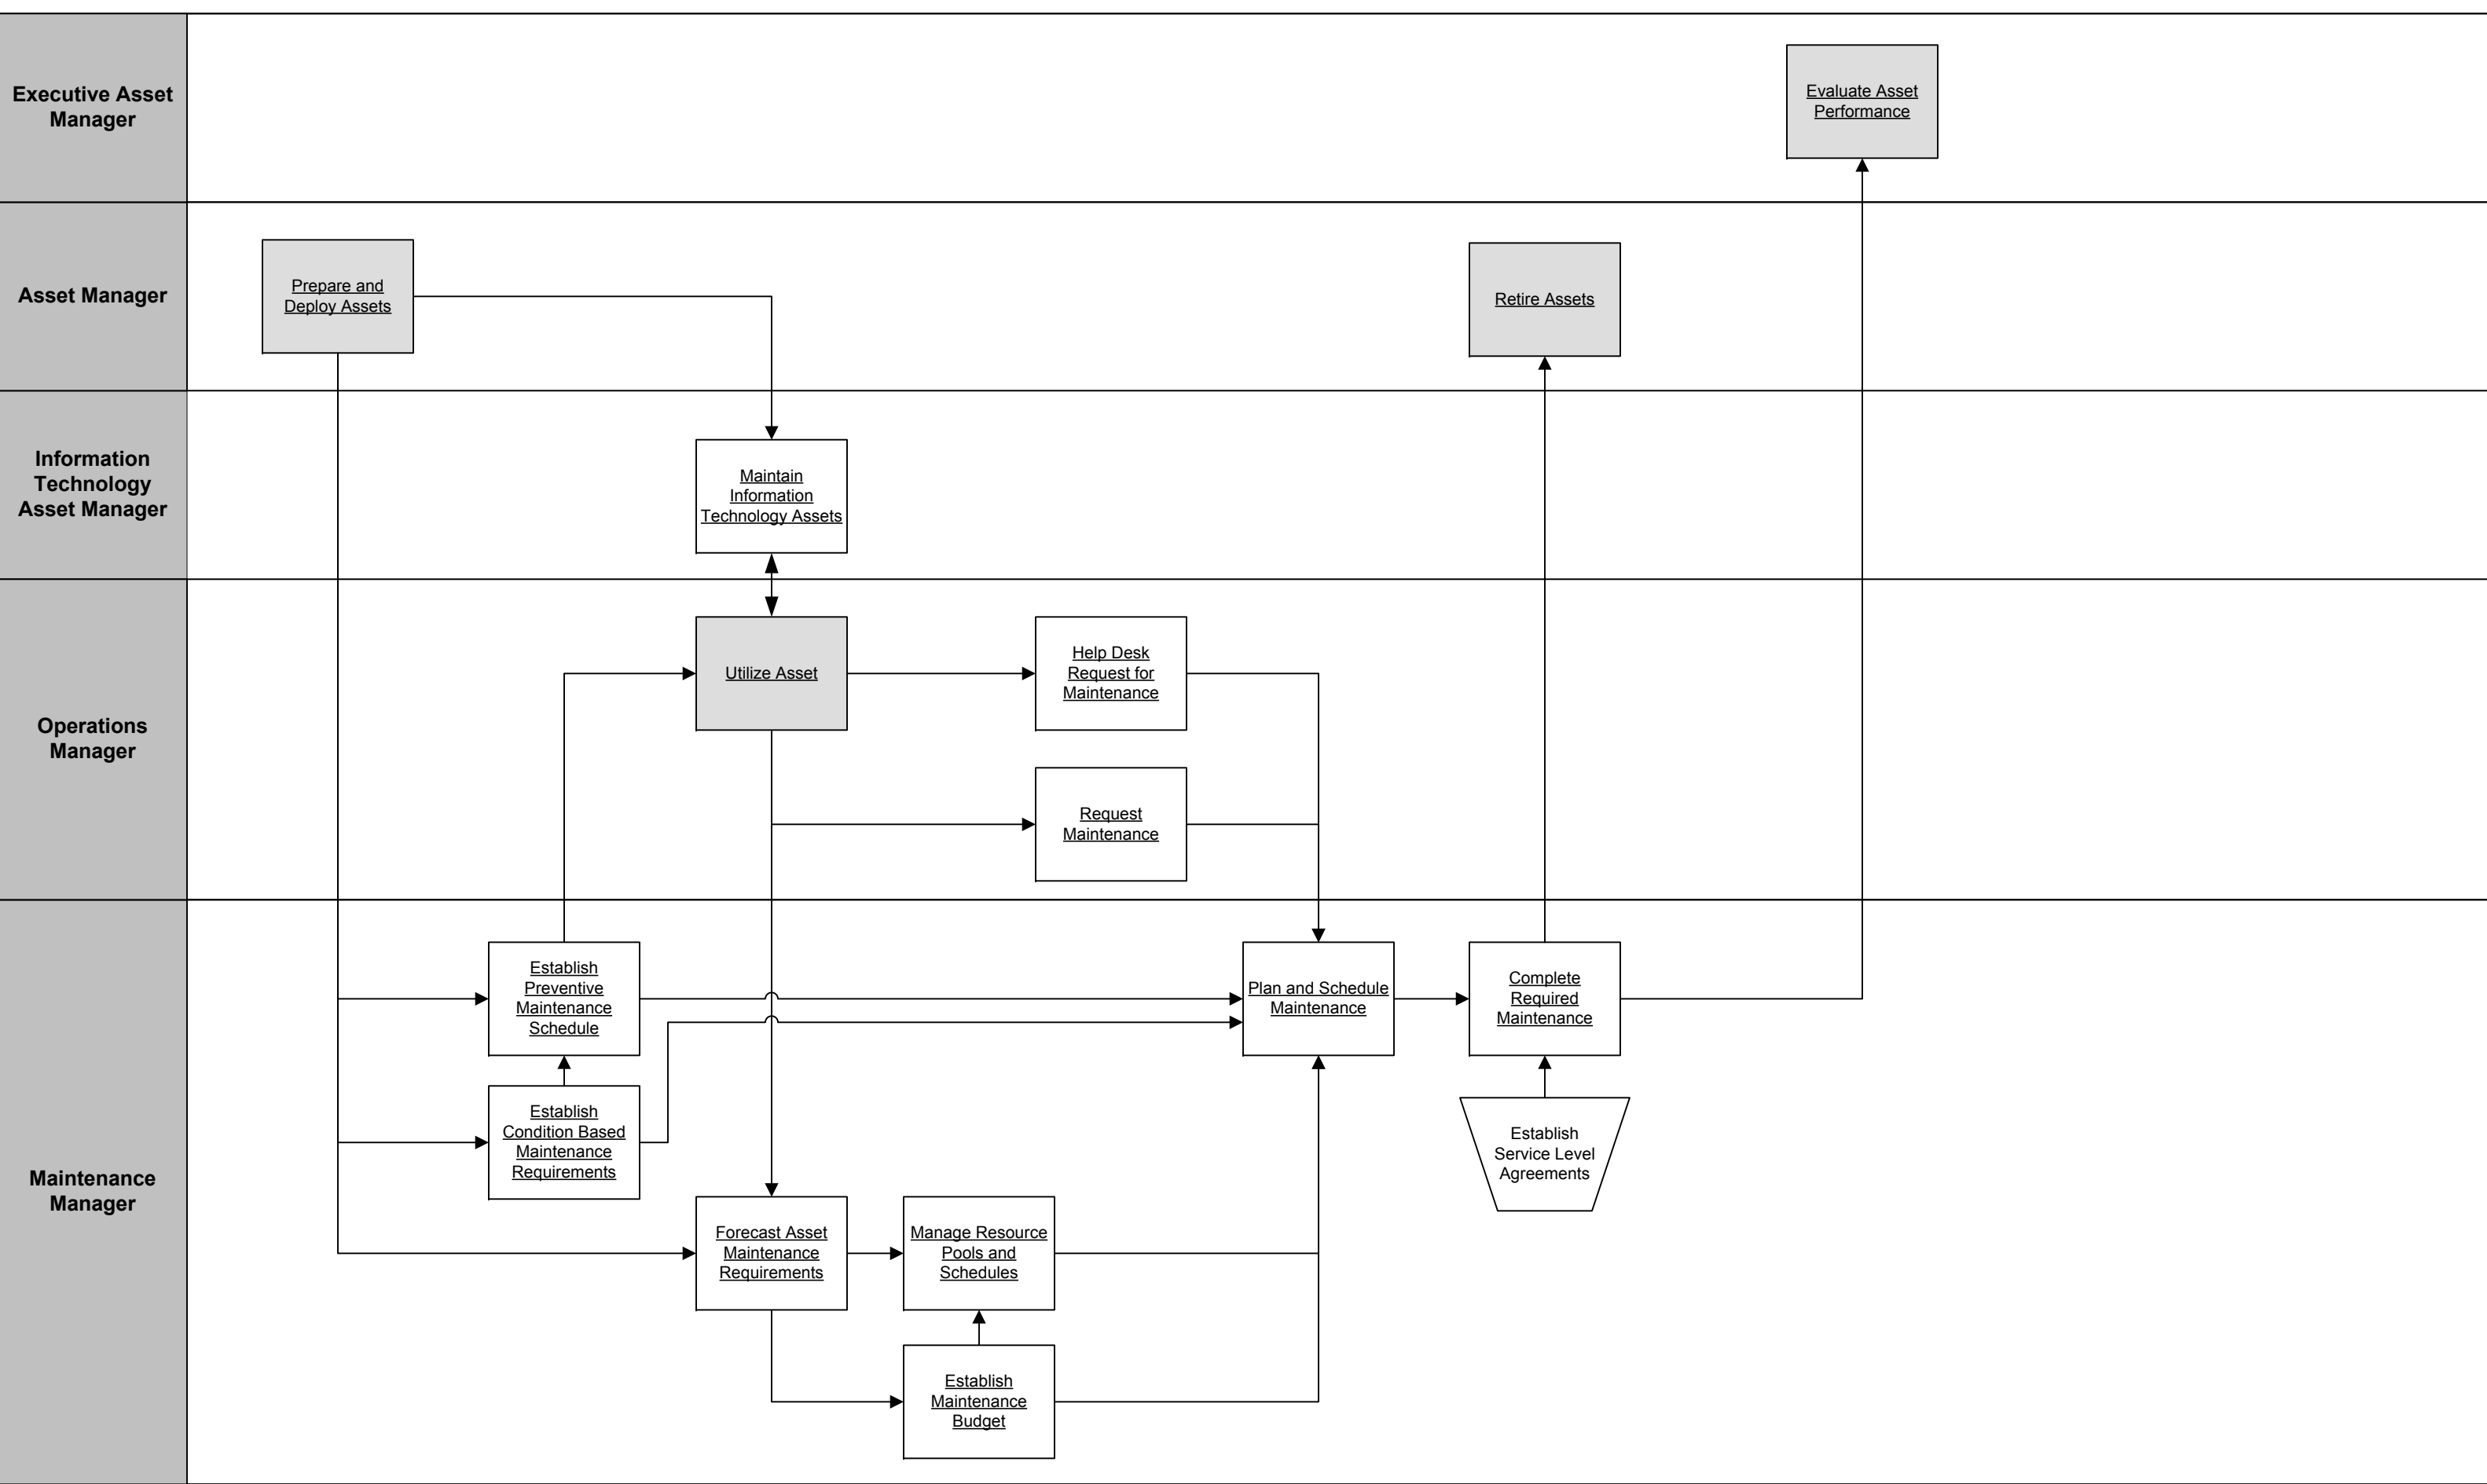 Executive Asset
Manager
Evaluate Asset
Performance
Asset Manager
Prepare and
Deploy Assets
Retire Assets
Information
Technology
Asset Manager
Maintain
Information
Technology Assets
Operations
Manager
Utilize Asset
Help Desk
Request for
Maintenance
Request
Maintenance
Maintenance
Manager
Establish
Preventive
Maintenance
Schedule
Plan and Schedule
Maintenance
Complete
Required
Maintenance
Establish
Condition Based
Maintenance
Requirements
Establish
Service Level
Agreements
Forecast Asset
Maintenance
Requirements
Manage Resource
Pools and
Schedules
Establish
Maintenance
Budget